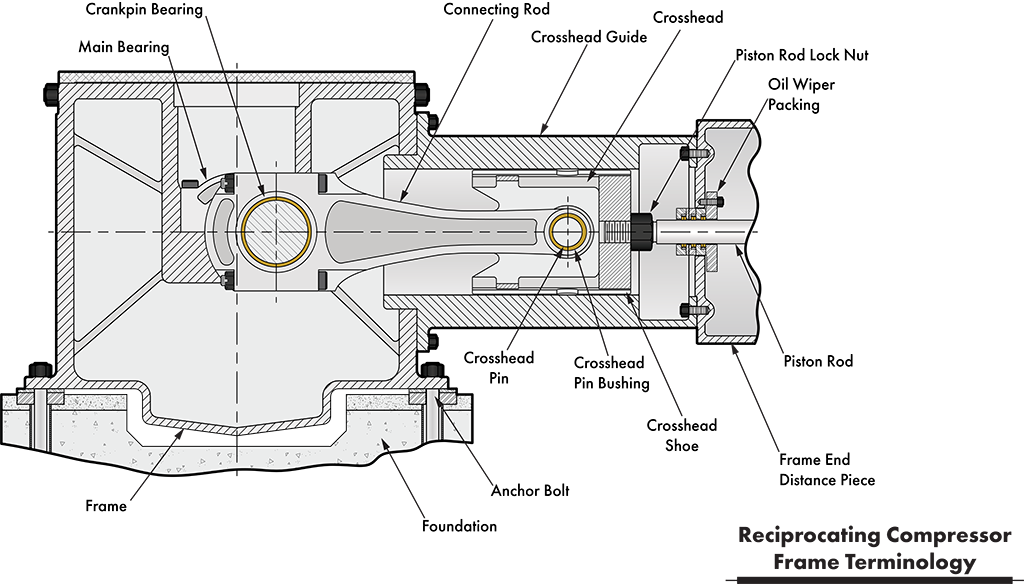 Crankpin Bearing
Connecting Rod
Crosshead
Crosshead Guide
Main Bearing
Piston Rod Lock Nut
Oil Wiper
Packing
Crosshead
Pin
Crosshead
Pin Bushing
Piston Rod
Crosshead
Shoe
Frame End
Distance Piece
Anchor Bolt
Frame
Foundation
Reciprocating Compressor
Frame Terminology